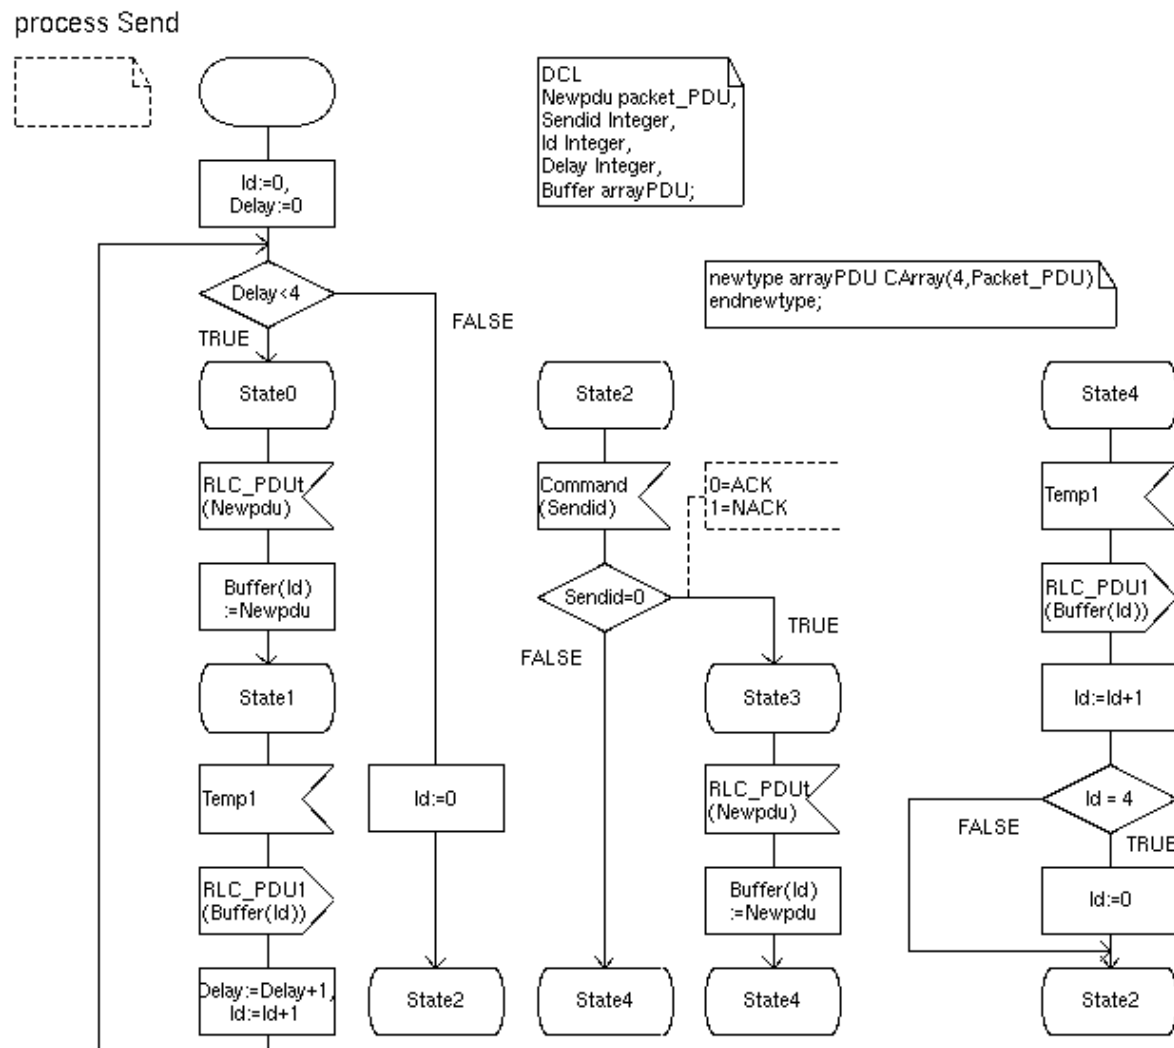 process Send
DCL
Newpdu packet_PDU,
Sendid Integer,
Id Integer,
Delay Integer,
Buffer arrayPDU;
Id:=0,
Delay:=0
newtype arrayPDU CArray(4,Packet_PDU)
endnewtype;
Delay<4
FALSE
TRUE
State0
State2
State4
RLC_PDUt
(Newpdu)
Command
(Sendid)
0=ACK
1=NACK
Temp1
Buffer(Id)
:=Newpdu
Sendid=0
RLC_PDU1
(Buffer(Id))
TRUE
FALSE
State1
State3
Id:=Id+1
Temp1
Id:=0
RLC_PDUt
(Newpdu)
Id = 4
FALSE
TRUE
RLC_PDU1
(Buffer(Id))
Buffer(Id)
:=Newpdu
Id:=0
Delay:=Delay+1,
Id:=Id+1
State2
State4
State4
State2